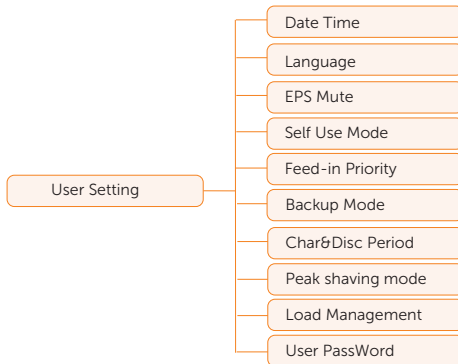 Date Time
Language
EPS Mute
Self Use Mode
Feed-in Priority
User Setting
Backup Mode
Char&Disc Period
Peak shaving mode
Load Management
User PassWord